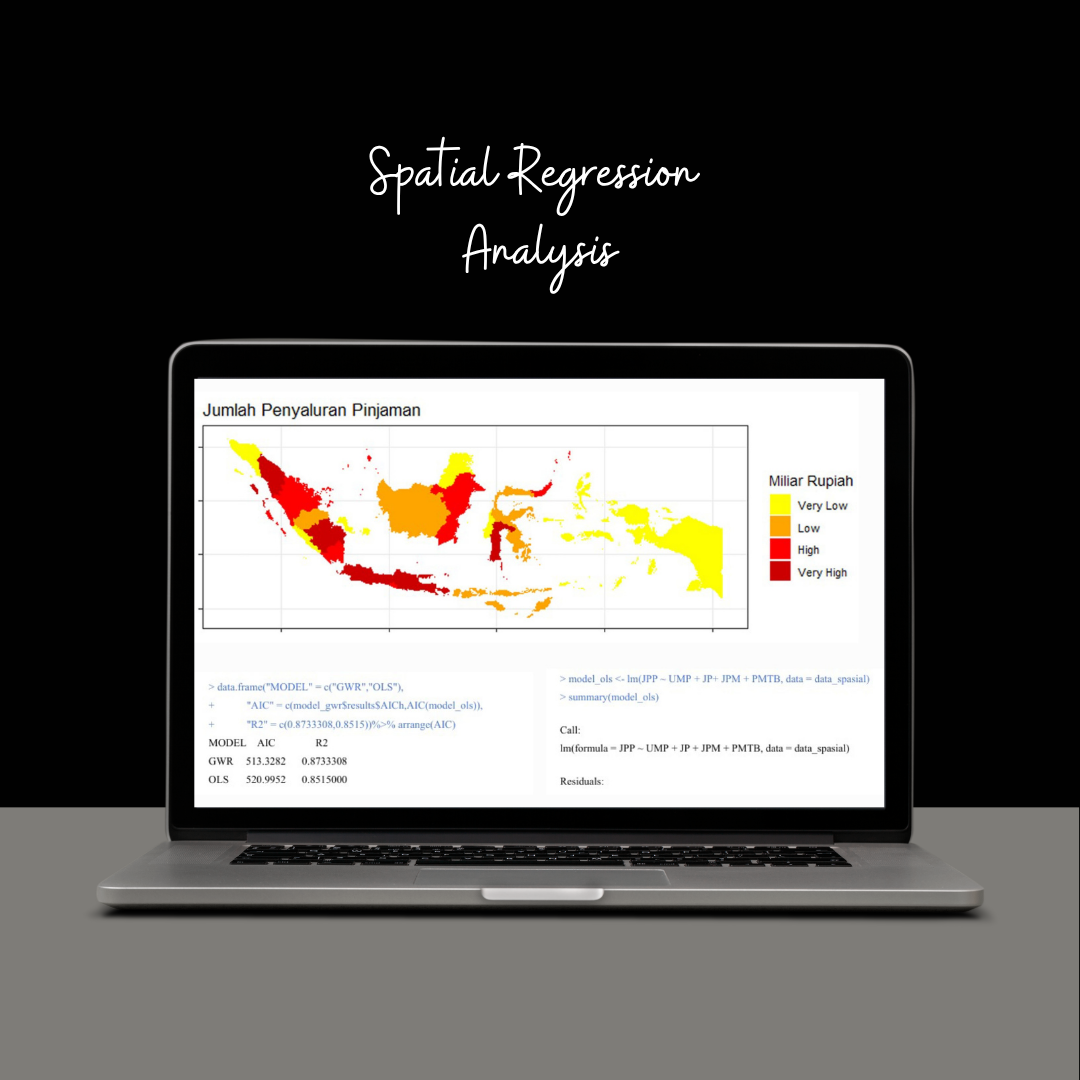 Spatial Regression
Analysis
Jumlah Penyaluran Pinjaman
Miliar Rupiah
Very Low
Low
High
Very High
> data.frame("MODEL" = c("GWR","OLS"),
+ "AIC" = c(model_gwr$results$AICh,AIC(model_ols)),
+ "R2" = c(0.8733308,0.8515))%>% arrange(AIC)
MODEL AIC R2
GWR 513.3282 0.8733308
OLS 520.9952 0.8515000
> model_ols <- lm(JPP ~ UMP + JP+ JPM + PMTB, data = data_spasial)
> summary(model_ols)
Call:
lm(formula = JPP ~ UMP + JP + JPM + PMTB, data = data_spasial)
Residuals: